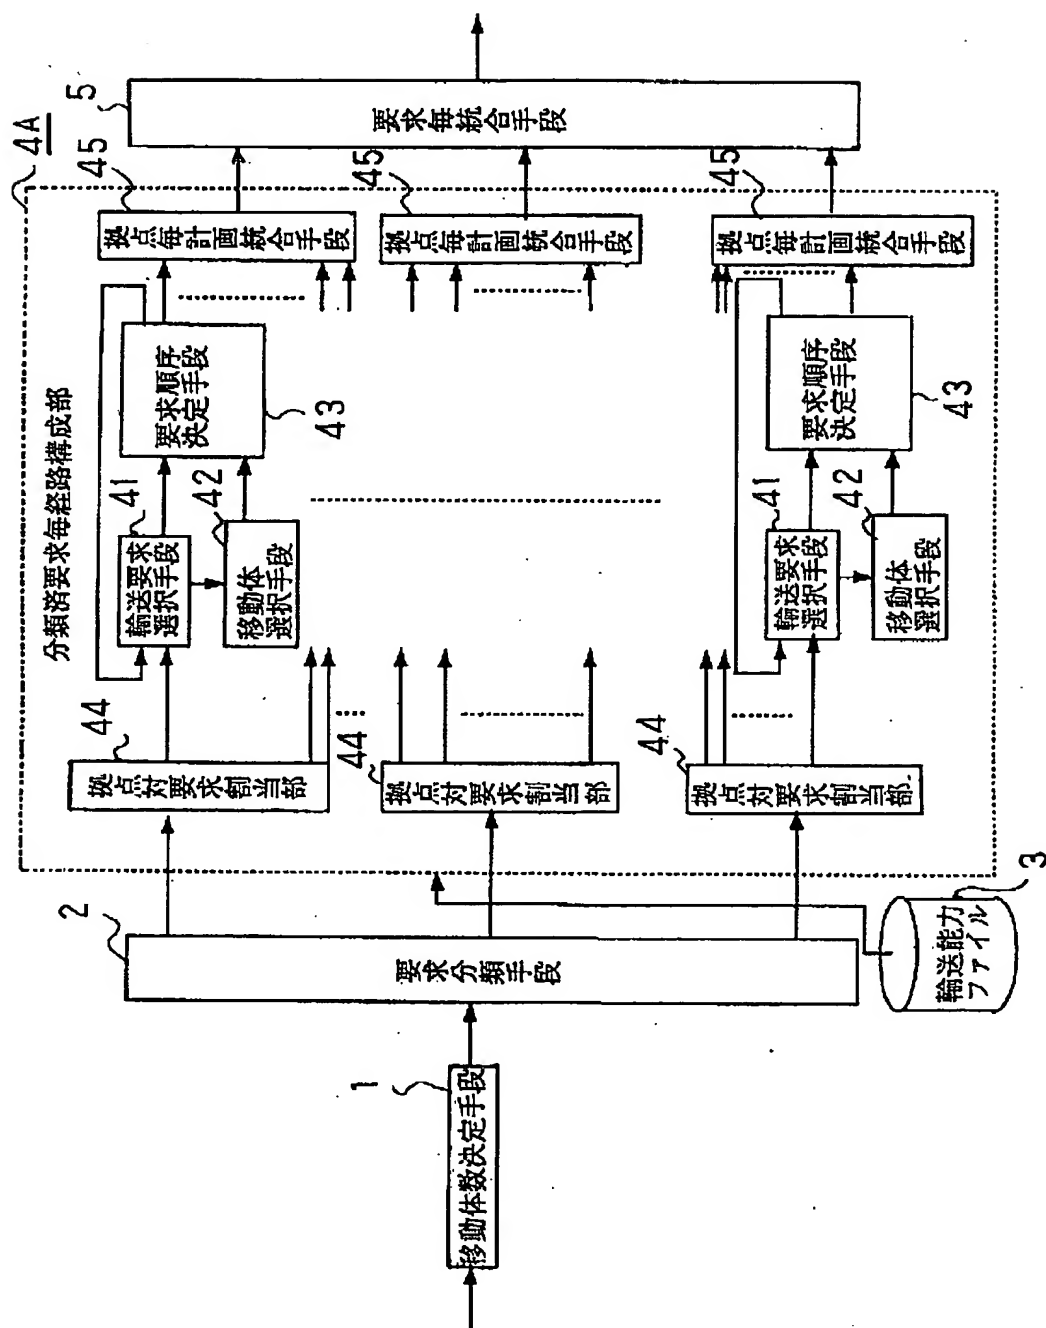 1
移動体数決定手段
2
要求分類手段
3
輸送能力
ファイル
4A
分類済要求毎経路構成部
44
拠点対要求割当部
41
輸送要求
選択手段
42
移動体
選択手段
43
要求順序
決定手段
45
拠点毎計画統合手段
44
拠点対要求割当部
45
拠点毎計画統合手段
44
拠点対要求割当部
41
輸送要求
選択手段
42
移動体
選択手段
43
要求順序
決定手段
45
拠点毎計画統合手段
5
要求毎統合手段